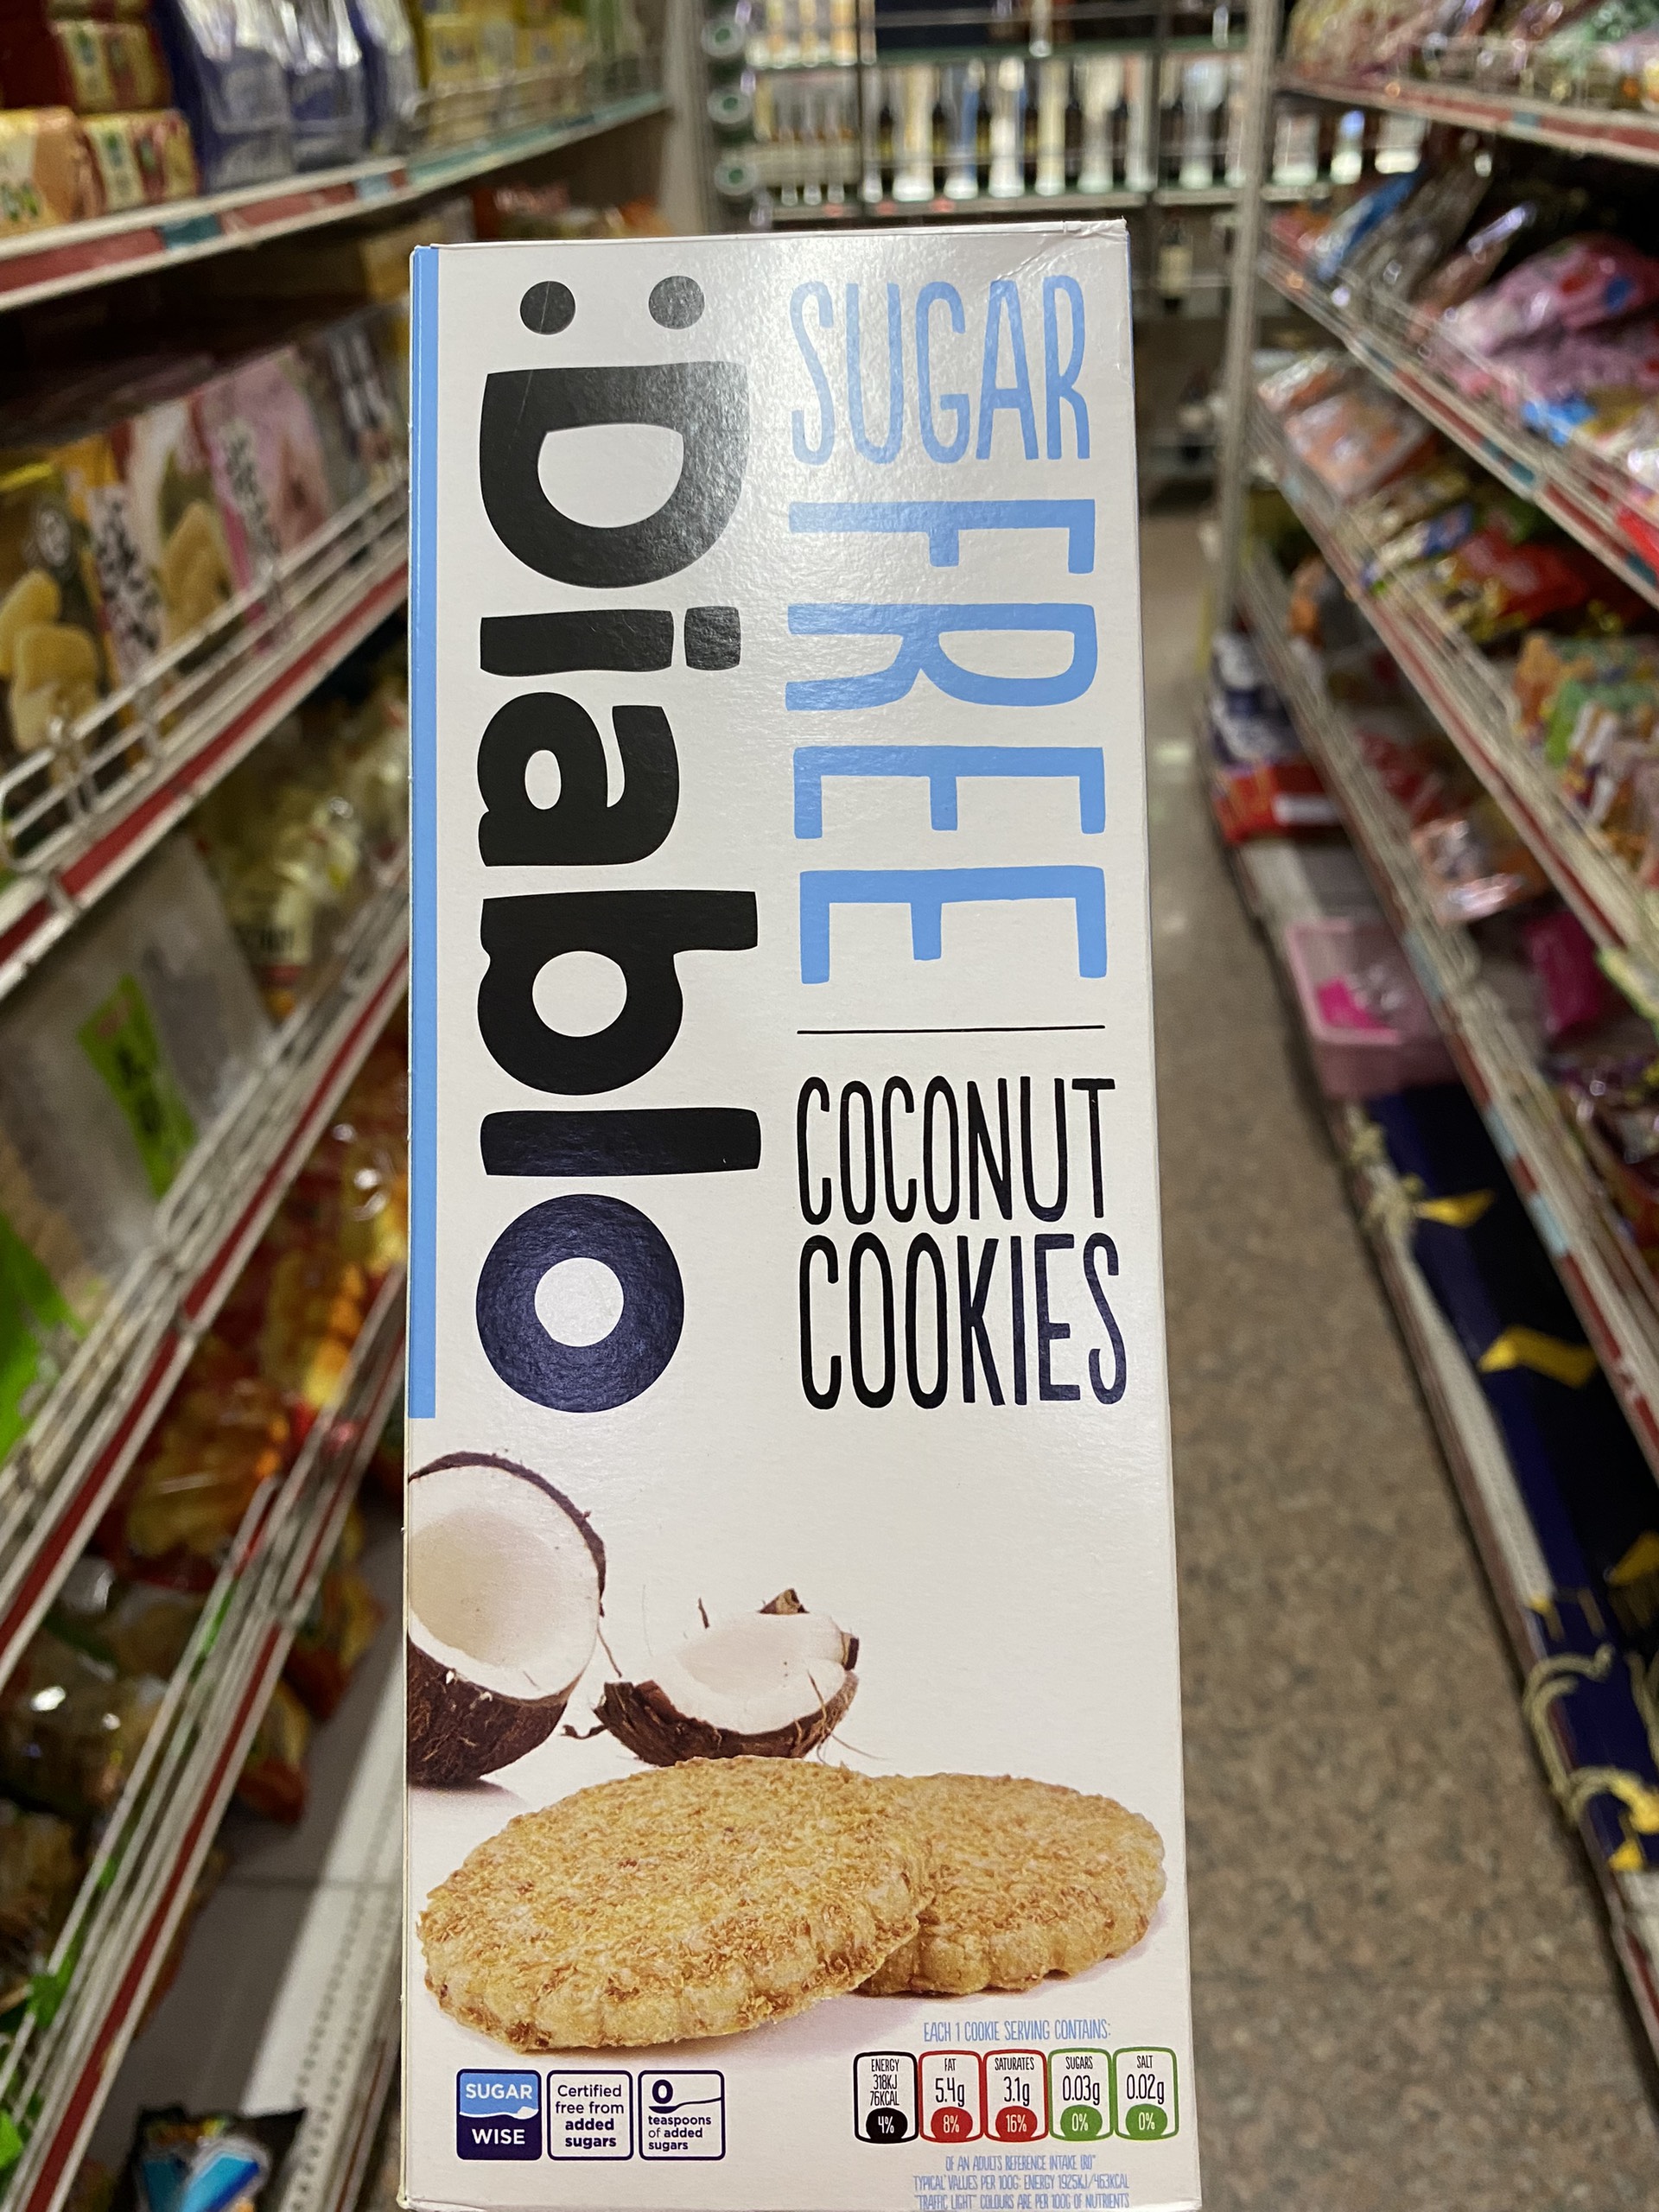 :Diablo
SUGAR
FREE
COCONUT
COOKIES
EACH 1 COOKIE SERVING CONTAINS:
ENERGY
318KJ
76KCAL
4%
FAT
5.4g
8%
SATURATES
3.1g
16%
SUGARS
0.03g
0%
SALT
0.02g
0%
SUGAR
WISE
Certified
free from
added
sugars
0
teaspoons
of added
sugars
OF AN ADULTS REFERENCE INTAKE (RI)*
TYPICAL VALUES PER 100G: ENERGY 1925KJ/463KCAL
"TRAFFIC LIGHT" COLOURS ARE PER 100G OF NUTRIENTS